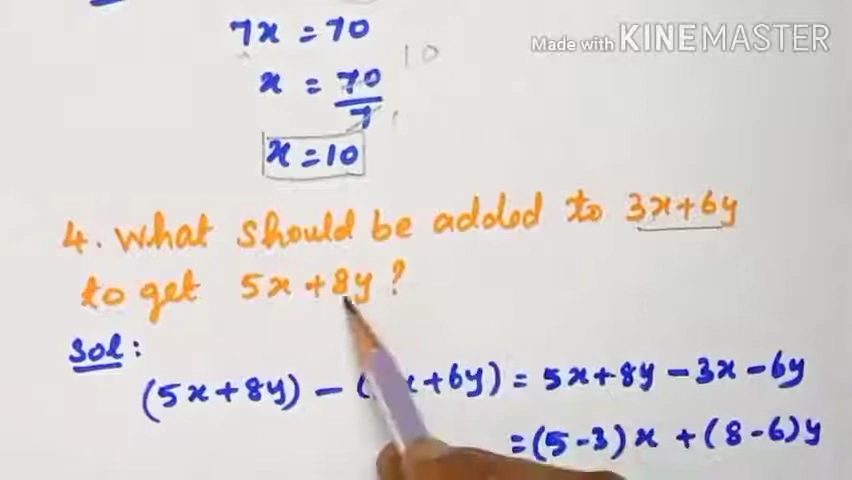 7x = 70
Made with KINEMASTER
10
x = 70/7
x = 10
4. What should be added to 3x+6y
to get 5x+8y?
Sol:
(5x+8y) - ( x+6y) = 5x+8y-3x-6y
=(5-3)x + (8-6)y